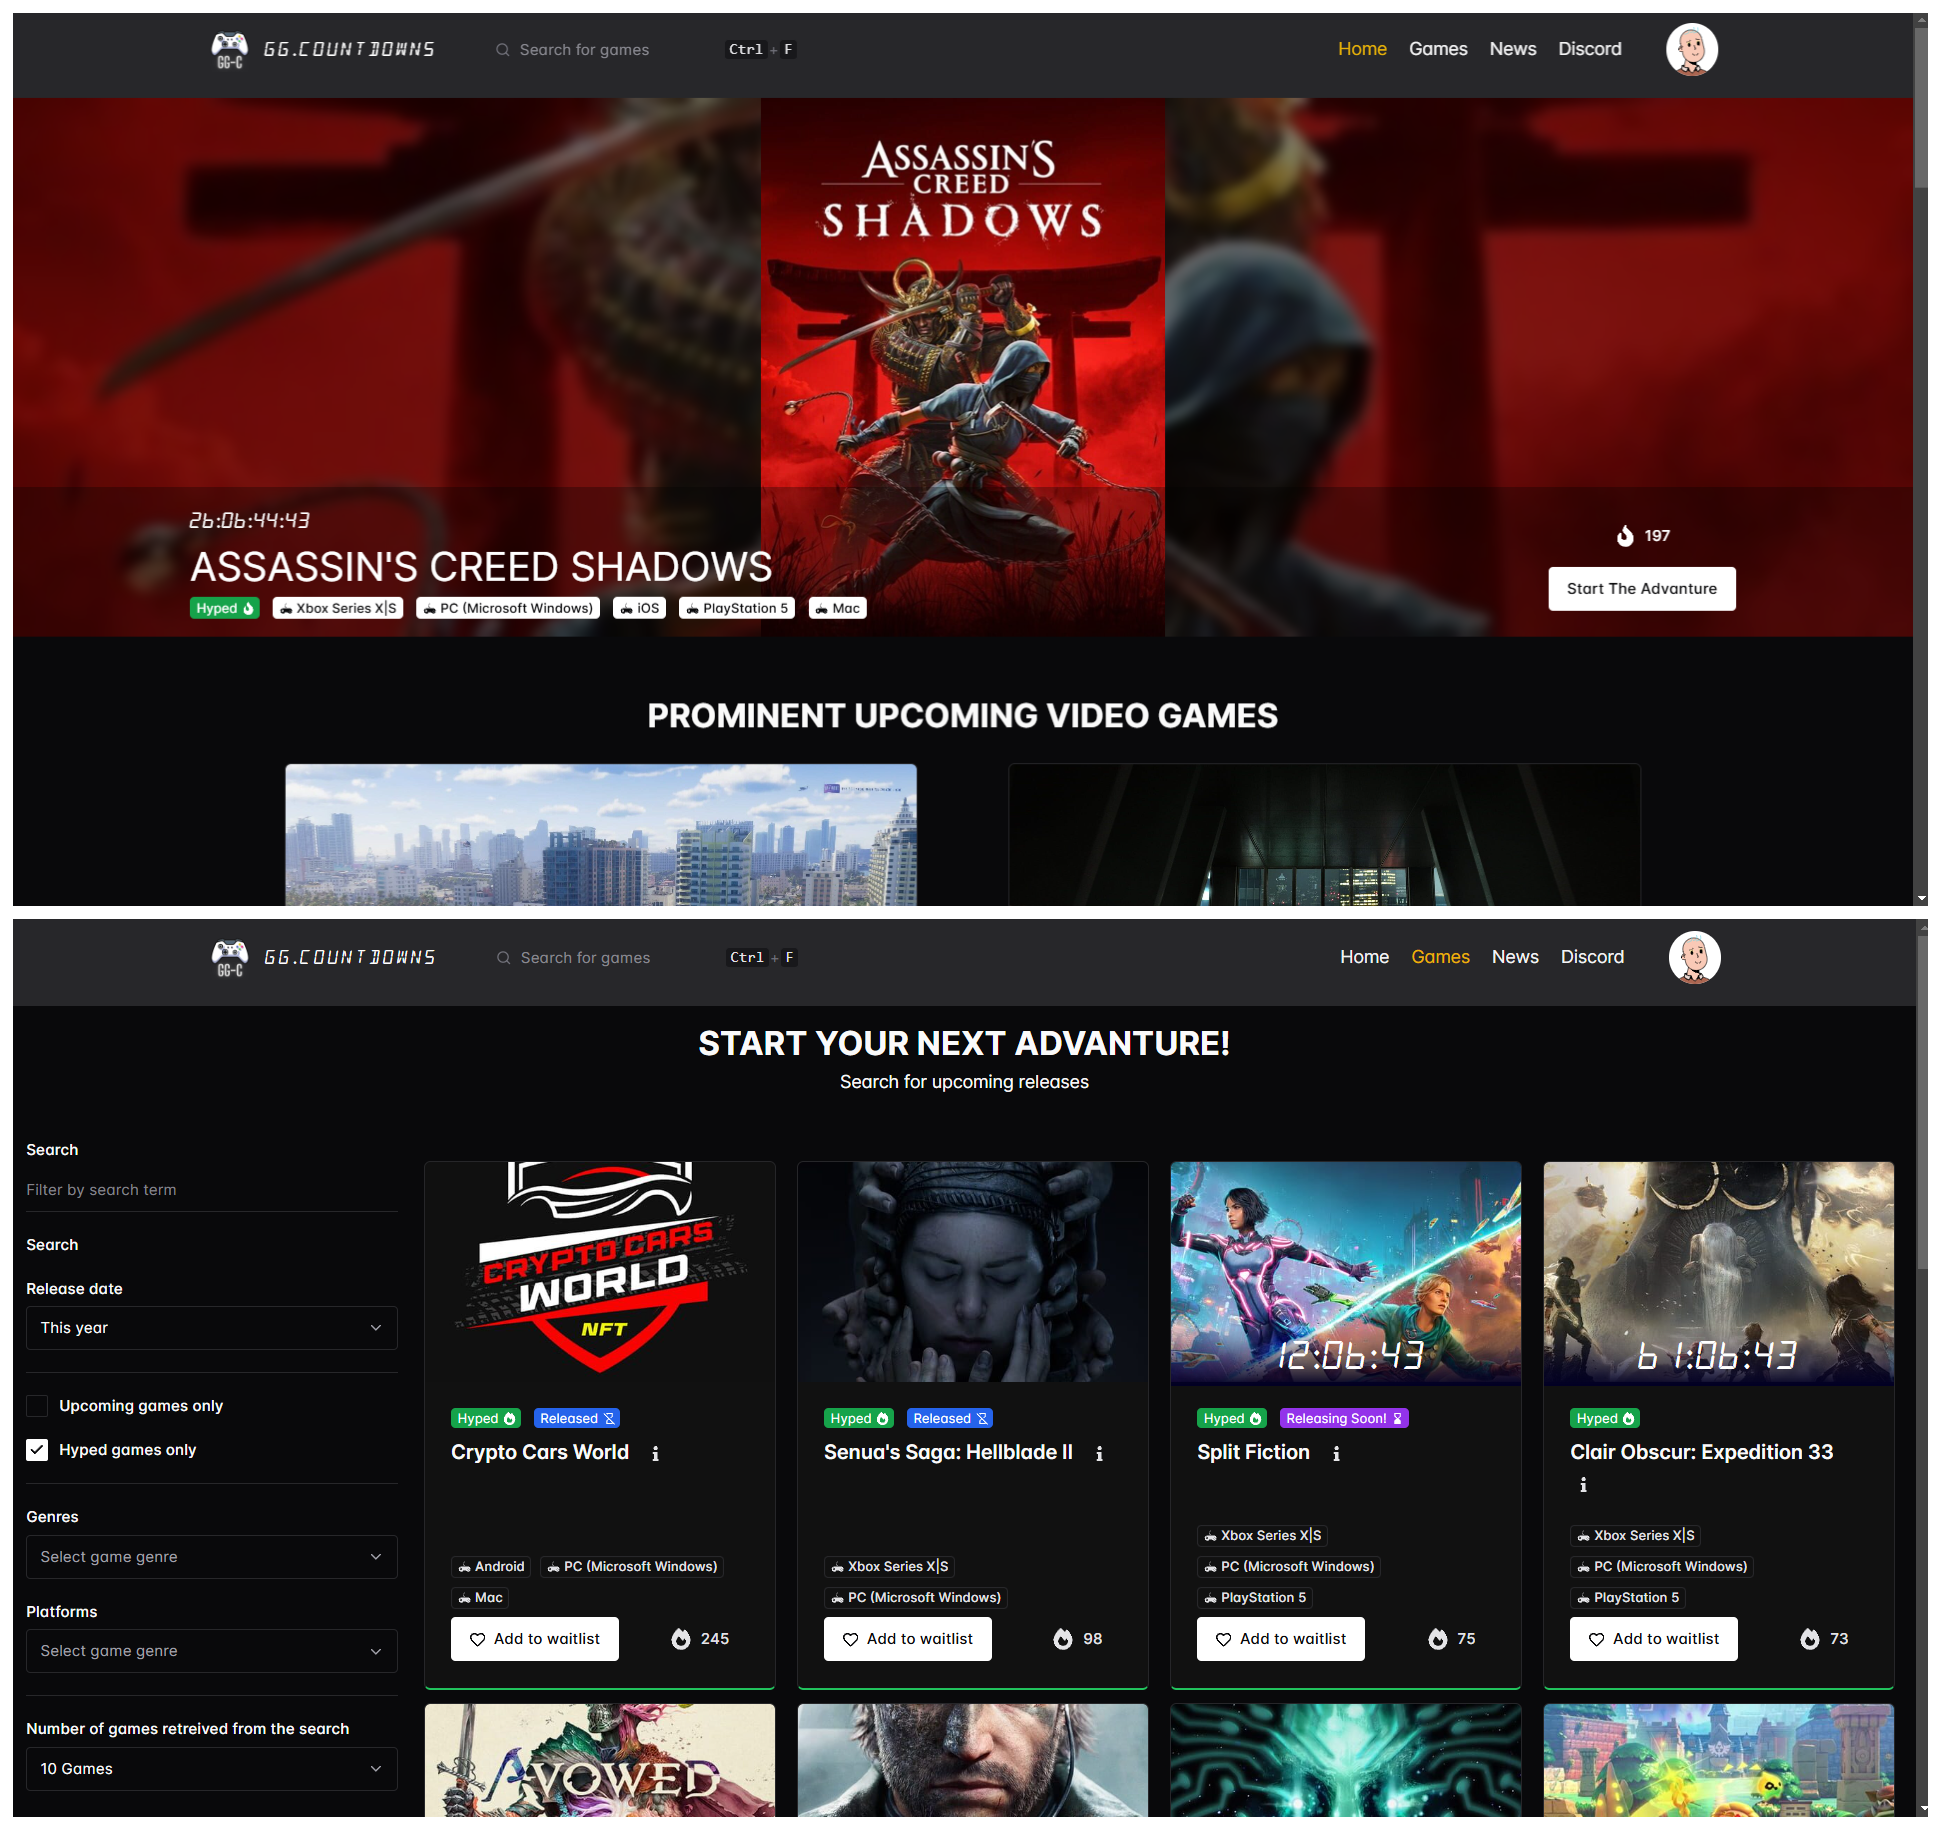 GG-C
GG.COUNTDOWNS
Search for games
Ctrl + F
Home
Games
News
Discord
ASSASSIN'S
CREED
SHADOWS
26:06:44:43
ASSASSIN'S CREED SHADOWS
Hyped
Xbox Series X|S
PC (Microsoft Windows)
iOS
PlayStation 5
Mac
197
Start The Advanture
PROMINENT UPCOMING VIDEO GAMES
GG-C
GG.COUNTDOWNS
Search for games
Ctrl + F
Home
Games
News
Discord
START YOUR NEXT ADVANTURE!
Search for upcoming releases
Search
Filter by search term
Search
Release date
This year
Upcoming games only
Hyped games only
Genres
Select game genre
Platforms
Select game genre
Number of games retreived from the search
10 Games
CRYPTO CARS
WORLD
NFT
Hyped
Released
Crypto Cars World
Android
PC (Microsoft Windows)
Mac
Add to waitlist
245
Hyped
Released
Senua's Saga: Hellblade II
Xbox Series X|S
PC (Microsoft Windows)
Add to waitlist
98
12:06:43
Hyped
Releasing Soon!
Split Fiction
Xbox Series X|S
PC (Microsoft Windows)
PlayStation 5
Add to waitlist
75
61:06:43
Hyped
Clair Obscur: Expedition 33
Xbox Series X|S
PC (Microsoft Windows)
PlayStation 5
Add to waitlist
73
AVOWED